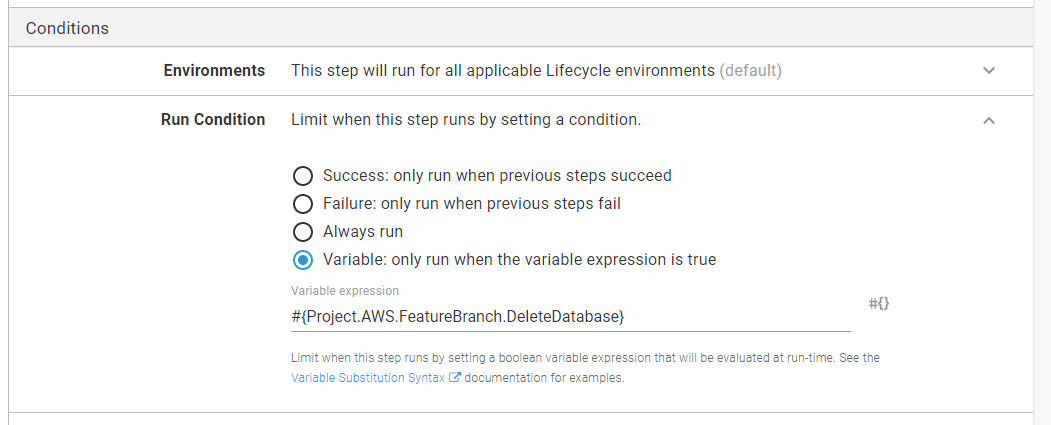 Conditions
Environments This step will run for all applicable Lifecycle environments (default)
Run Condition Limit when this step runs by setting a condition.
Success: only run when previous steps succeed
Failure: only run when previous steps fail
Always run
Variable: only run when the variable expression is true
Variable expression
#{}
#{Project.AWS.FeatureBranch.DeleteDatabase}
Limit when this step runs by setting a boolean variable expression that will be evaluated at run-time. See the
Variable Substitution Syntax documentation for examples.